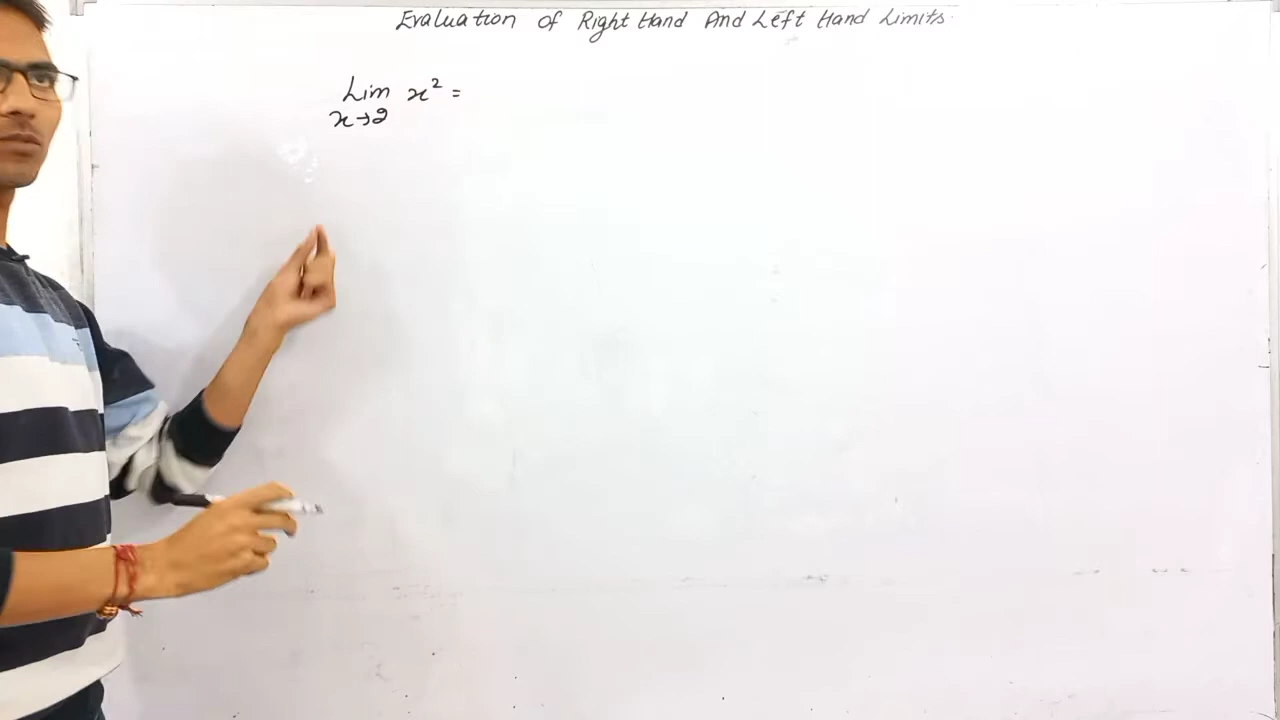 Evaluation of Right Hand And Left Hand Limits.
Lim x² =
x→2